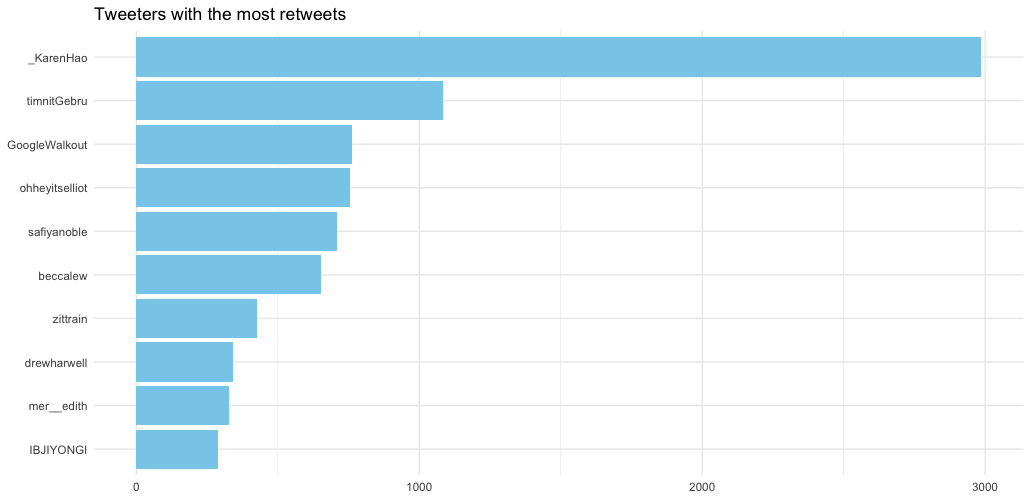 Tweeters with the most retweets
_KarenHao
timnitGebru
GoogleWalkout
ohheyitselliot
safiyanoble
beccalew
zittrain
drewharwell
mer__edith
IBJIYONGI
0 1000 2000 3000